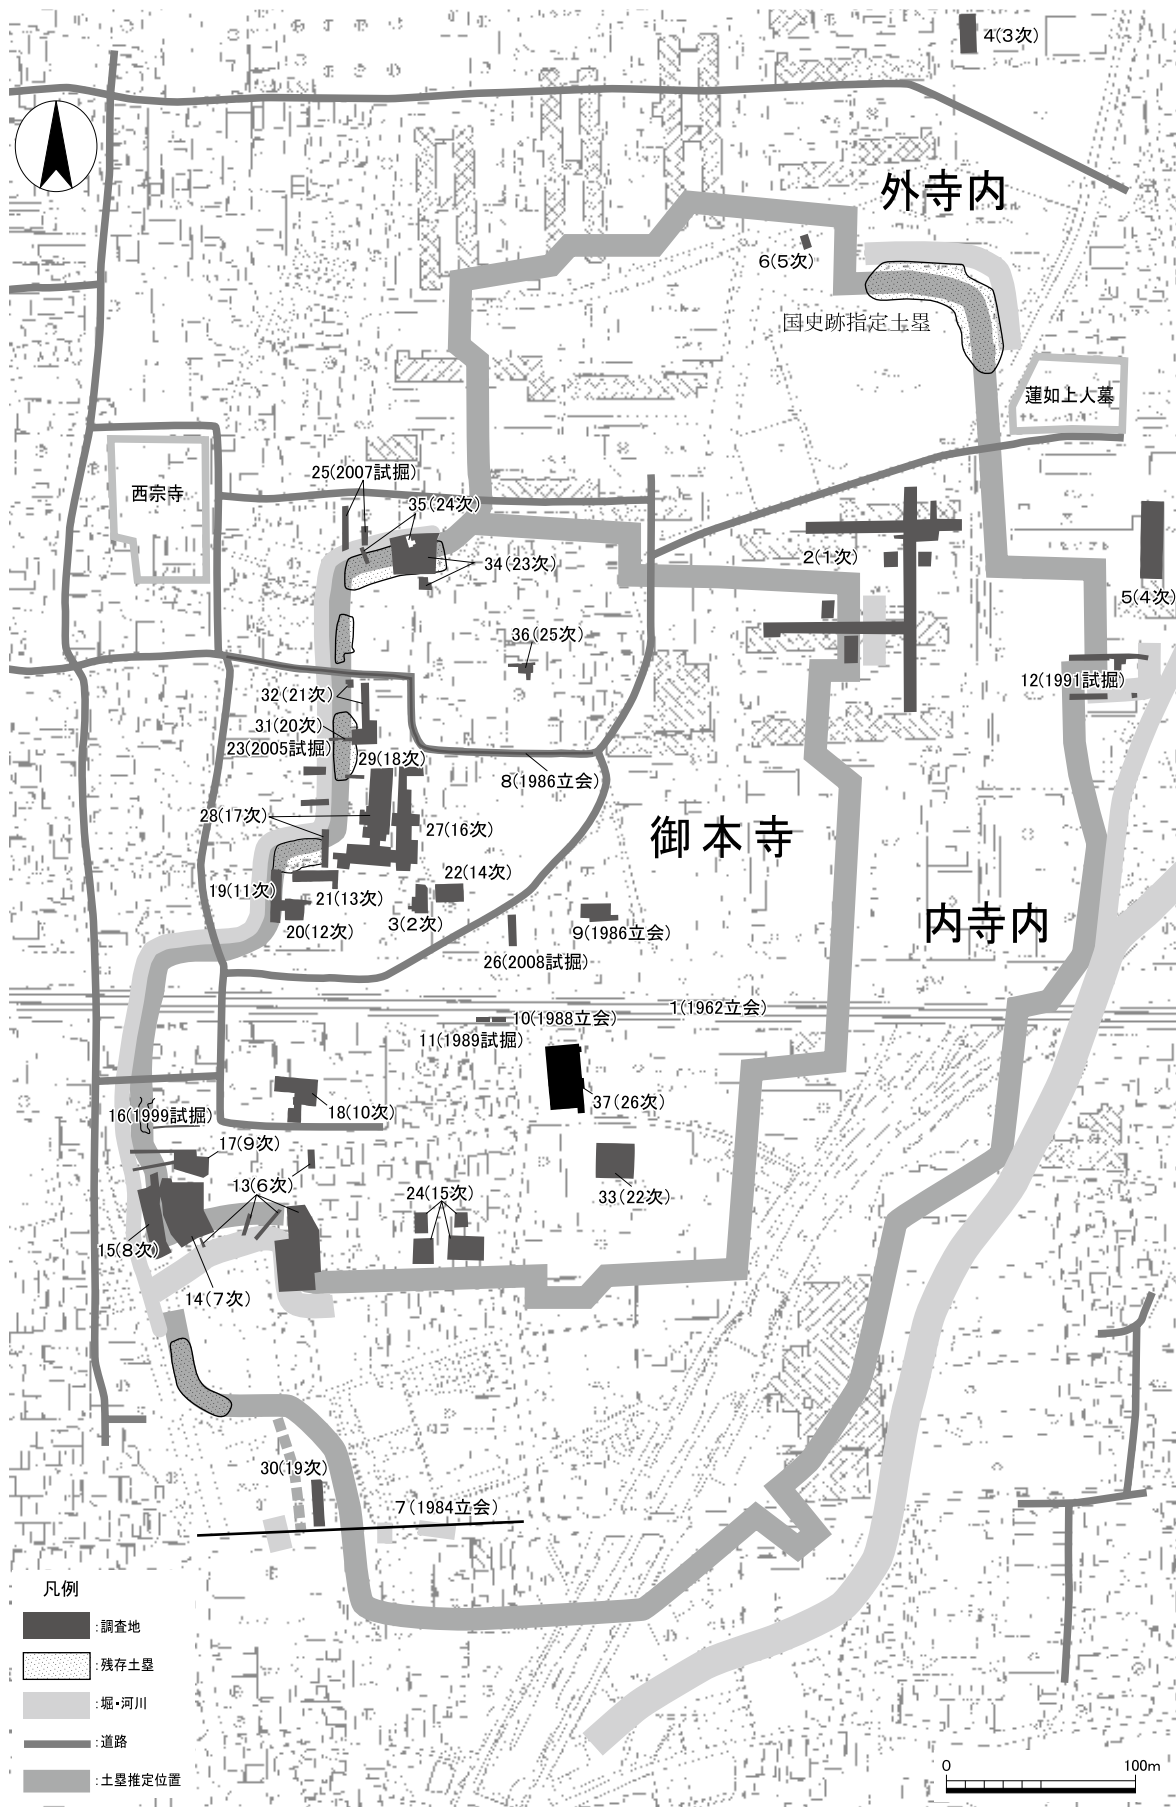 4(3次)
外寺内
6(5次)
国史跡指定土塁
蓮如上人墓
25(2007試掘)
西宗寺
35(24次)
2(1次)
34(23次)
5(4次)
36(25次)
12(1991試掘)
32(21次)
31(20次)
23(2005試掘)
29(18次)
8(1986立会)
28(17次)
27(16次)
御本寺
22(14次)
19(11次)
21(13次)
内寺内
20(12次)
3(2次)
9(1986立会)
26(2008試掘)
1(1962立会)
10(1988立会)
11(1989試掘)
37(26次)
16(1999試掘)
18(10次)
17(9次)
13(6次)
24(15次)
33(22次)
15(8次)
14(7次)
30(19次)
7(1984立会)
凡例
:調査地
:残存土塁
:堀・河川
:道路
:土塁推定位置
0 100m